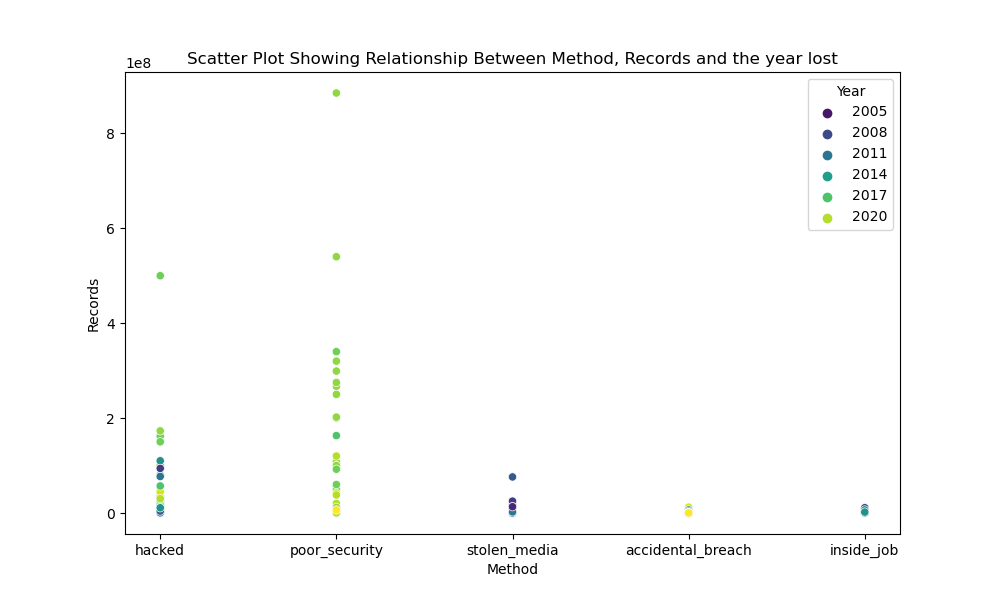 Scatter Plot Showing Relationship Between Method, Records and the year lost
1e8
8
6
4
2
0
Records
hacked poor_security stolen_media accidental_breach inside_job
Method
Year
2005
2008
2011
2014
2017
2020